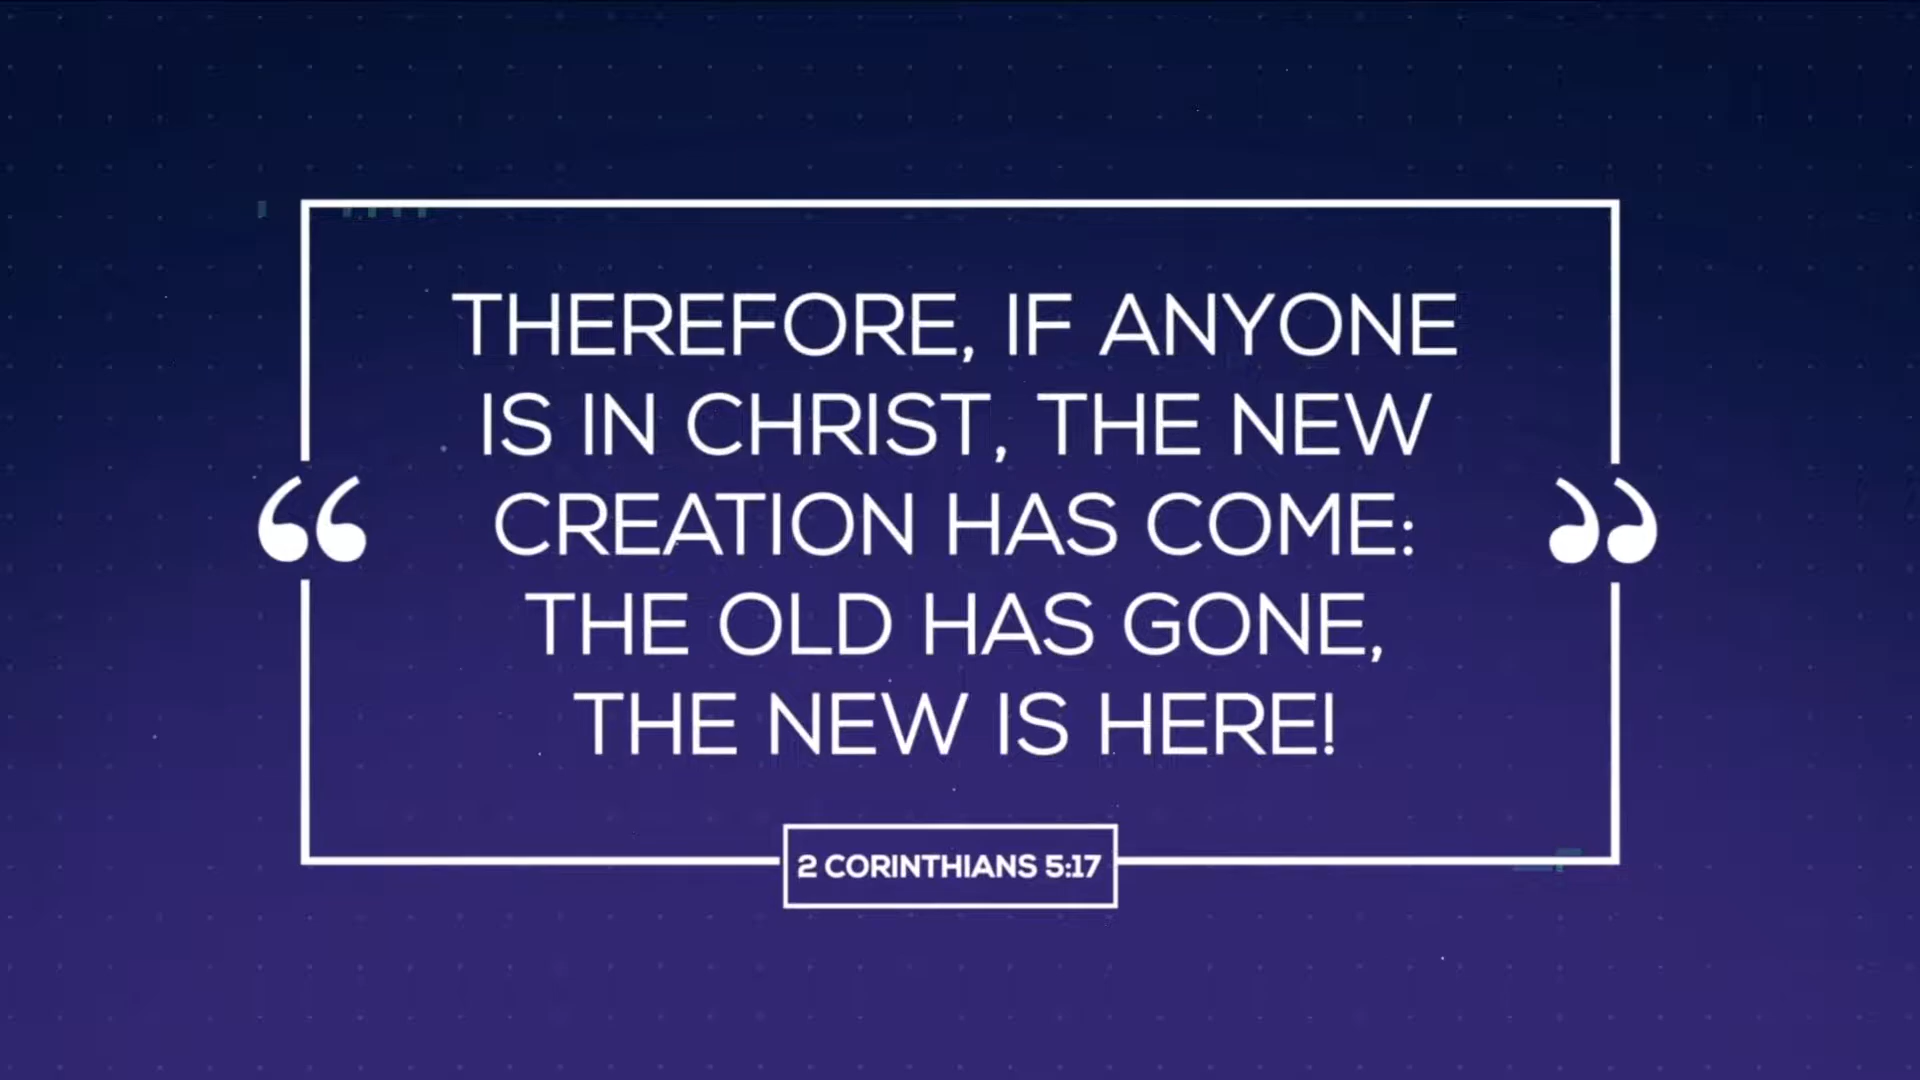 THEREFORE, IF ANYONE
IS IN CHRIST, THE NEW
“ CREATION HAS COME: ”
THE OLD HAS GONE,
THE NEW IS HERE!
2 CORINTHIANS 5:17